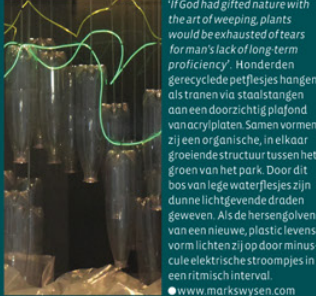 'If God had gifted nature with
the art of weeping, plants
would be exhausted of tears
for man's lack of long-term
proficiency'. Honderden
gerecyclede petflesjes hangen
als tranen via staalstangen
aan een doorzichtig plafond
van acrylplaten. Samen vormen
zij een organische, in elkaar
groeiende structuur tussen het
groen van het park. Door dit
bos van lege waterflesjes zijn
dunne lichtgevende draden
geweven. Als de hersengolven
van een nieuwe, plastic levens
vorm lichten zij op door minus-
cule elektrische stroompjes in
een ritmisch interval.
●www.markswysen.com